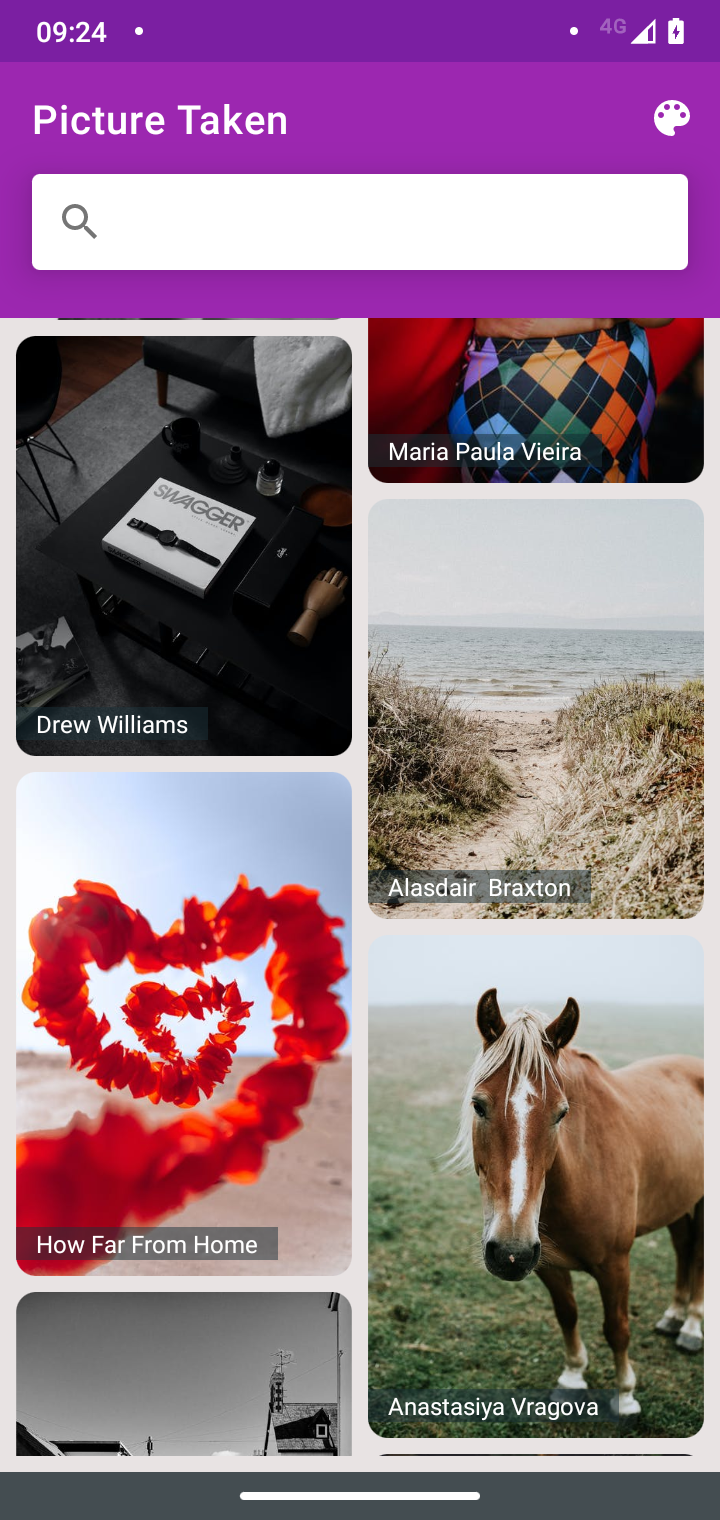 09:24
4G
Picture Taken
Maria Paula Vieira
SWAGGER
SWAGGER
Drew Williams
Alasdair  Braxton
How Far From Home
Anastasiya Vragova